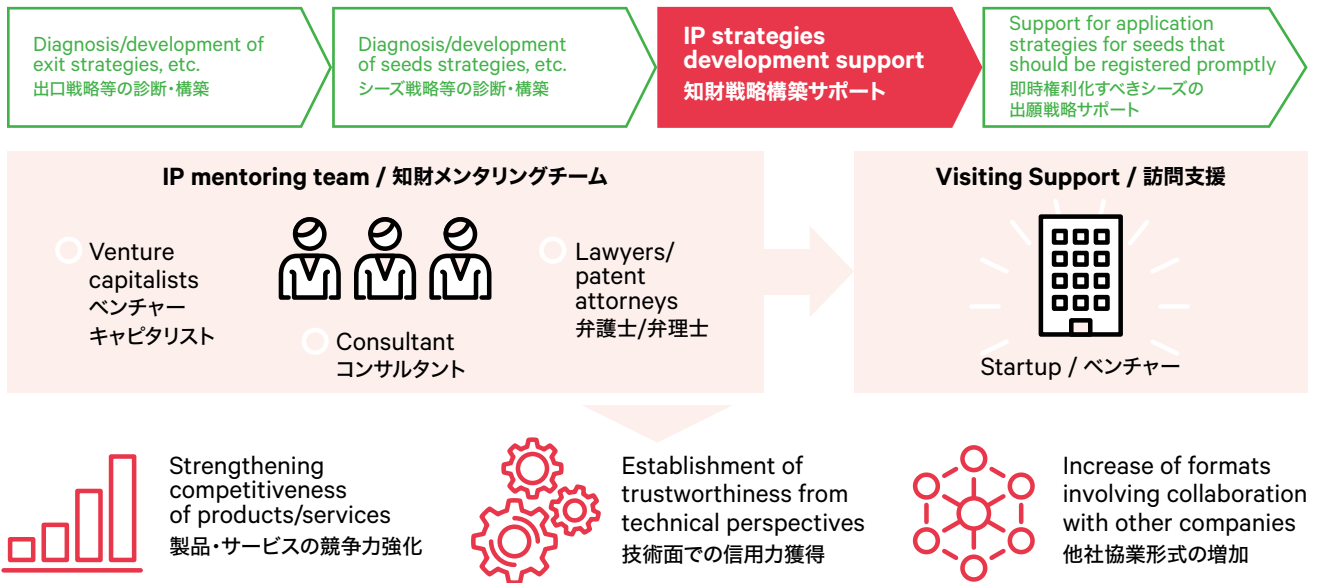 Diagnosis/development of
exit strategies, etc.
出口戦略等の診断・構築
Diagnosis/development
of seeds strategies, etc.
シーズ戦略等の診断・構築
IP strategies
development support
知財戦略構築サポート
Support for application
strategies for seeds that
should be registered promptly
即時権利化すべきシーズの
出願戦略サポート
IP mentoring team / 知財メンタリングチーム
Venture
capitalists
ベンチャー
キャピタリスト
Consultant
コンサルタント
Lawyers/
patent
attorneys
弁護士/弁理士
Visiting Support / 訪問支援
Startup / ベンチャー
Strengthening
competitiveness
of products/services
製品・サービスの競争力強化
Establishment of
trustworthiness from
technical perspectives
技術面での信用力獲得
Increase of formats
involving collaboration
with other companies
他社協業形式の増加